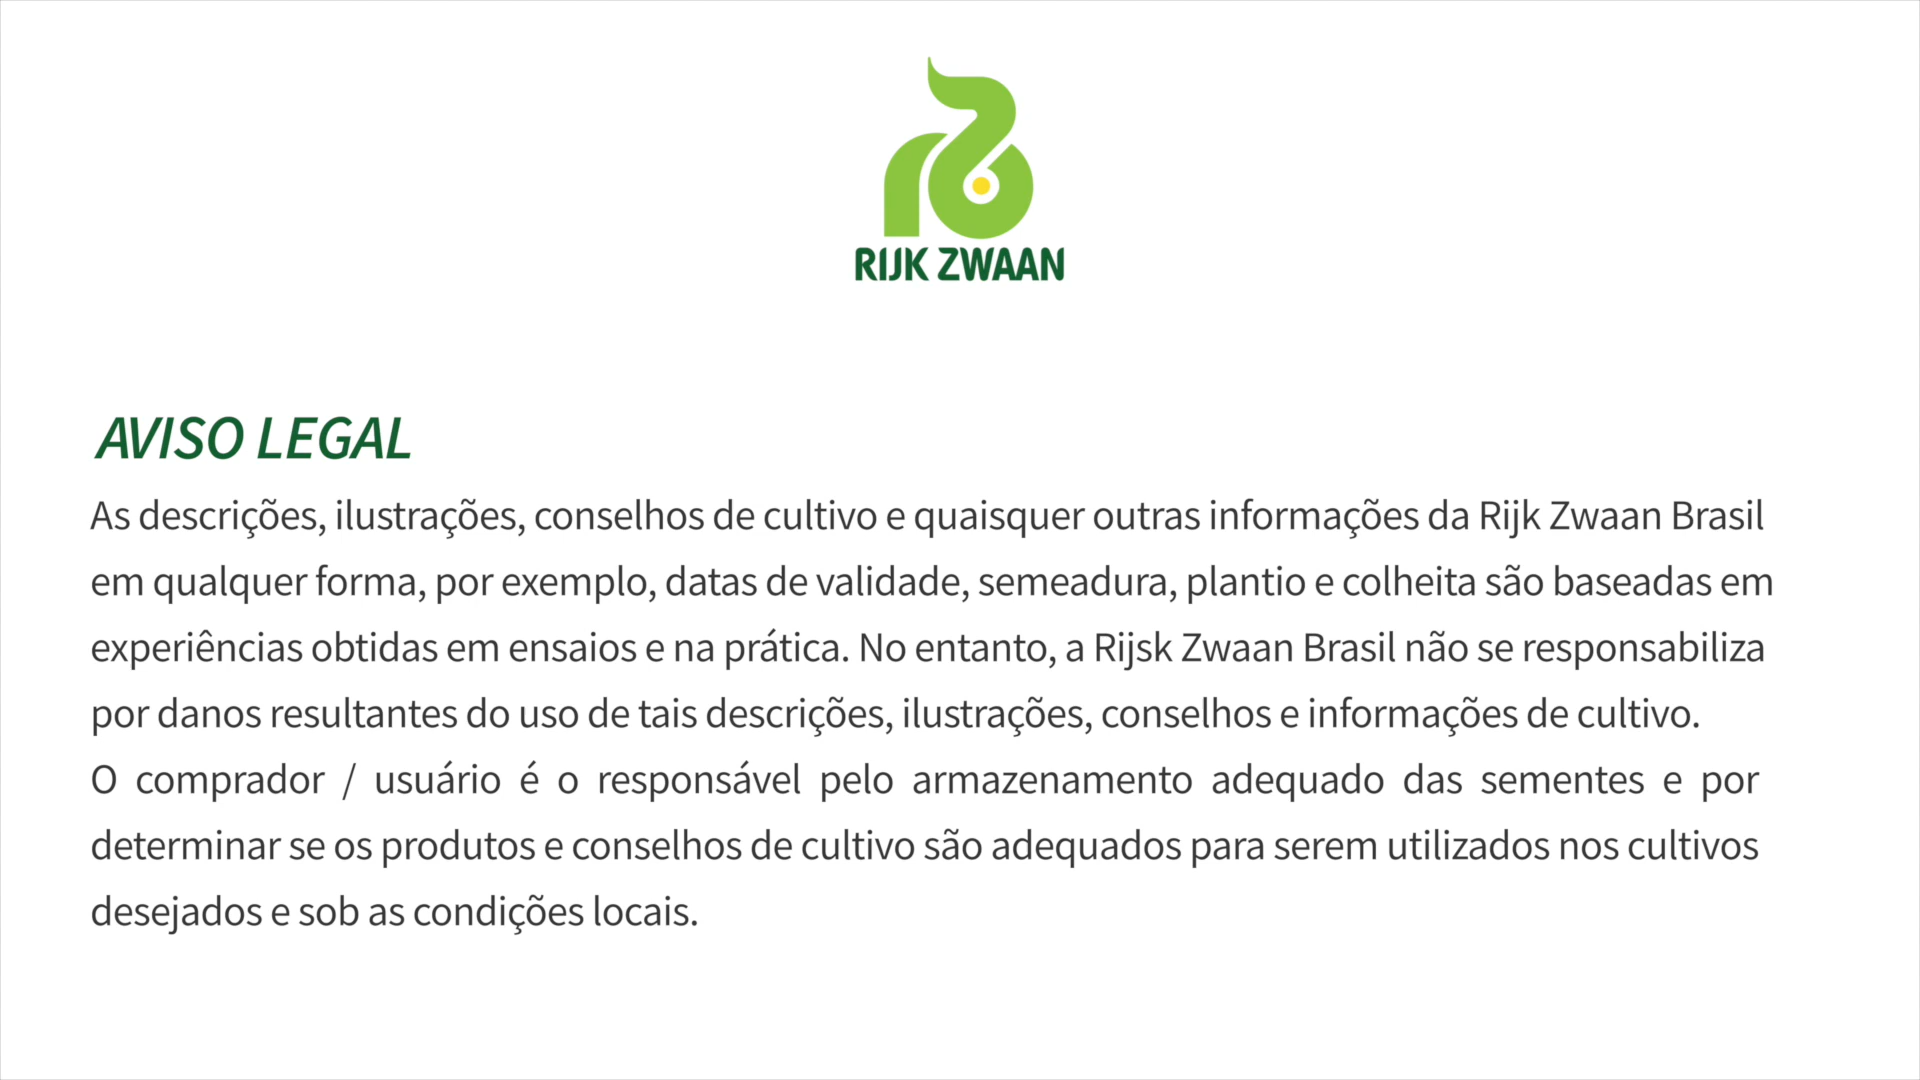 RIJK ZWAAN
AVISO LEGAL
As descrições, ilustrações, conselhos de cultivo e quaisquer outras informações da Rijk Zwaan Brasil
em qualquer forma, por exemplo, datas de validade, semeadura, plantio e colheita são baseadas em
experiências obtidas em ensaios e na prática. No entanto, a Rijsk Zwaan Brasil não se responsabiliza
por danos resultantes do uso de tais descrições, ilustrações, conselhos e informações de cultivo.
O comprador / usuário é o responsável pelo armazenamento adequado das sementes e por
determinar se os produtos e conselhos de cultivo são adequados para serem utilizados nos cultivos
desejados e sob as condições locais.